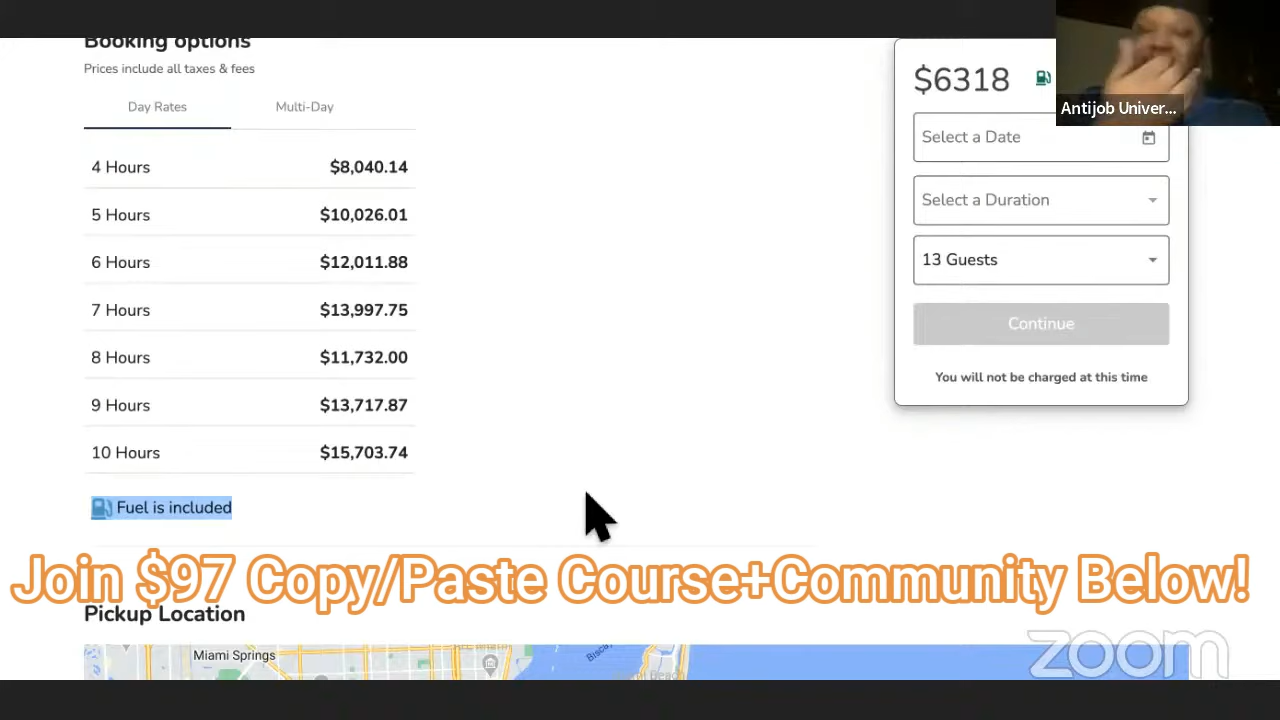 Booking options
Prices include all taxes & fees
Day Rates
Multi-Day
4 Hours $8,040.14
5 Hours $10,026.01
6 Hours $12,011.88
7 Hours $13,997.75
8 Hours $11,732.00
9 Hours $13,717.87
10 Hours $15,703.74
Fuel is included
$6318
Select a Date
Select a Duration
13 Guests
Continue
You will not be charged at this time
Antijob Univer...
Join $97 Copy/Paste Course+Community Below!
Pickup Location
Miami Springs
zoom